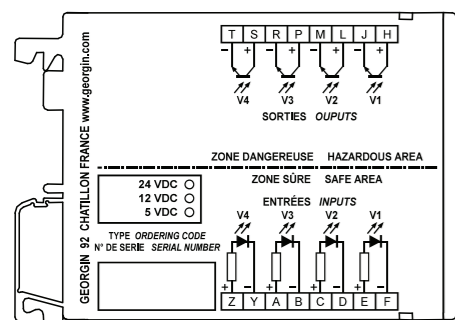 T S R P M L J H
− + − + − + − +
V4 V3 V2 V1
SORTIES OUPUTS
ZONE DANGEREUSE HAZARDOUS AREA
ZONE SÛRE SAFE AREA
ENTRÉES INPUTS
24 VDC
12 VDC
5 VDC
TYPE ORDERING CODE
N° DE SERIE SERIAL NUMBER
V4 V3 V2 V1
+ − + − + − + −
Z Y A B C D E F
GEORGIN 92 CHATILLON FRANCE www.georgin.com